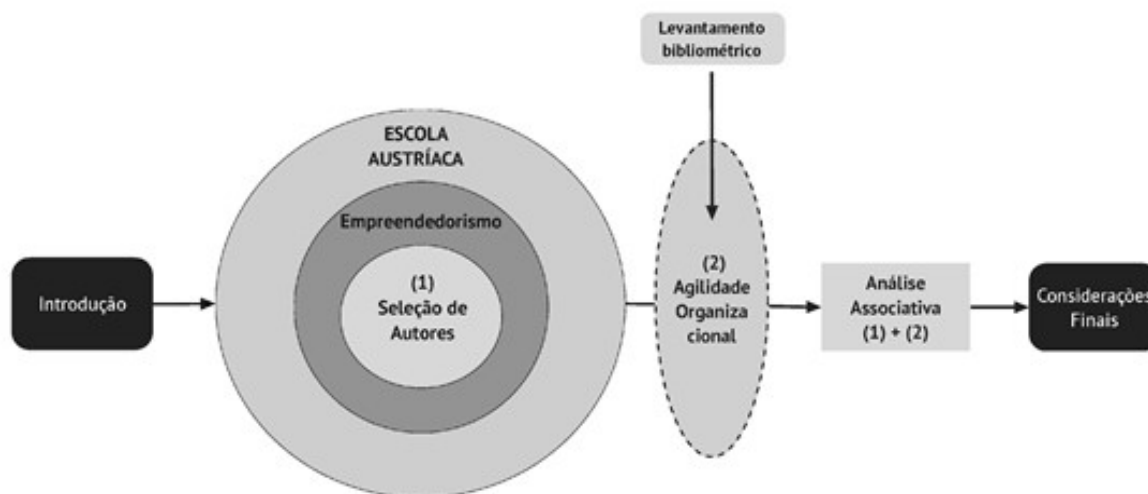 Levantamento
bibliométrico
ESCOLA
AUSTRÍACA
Empreendedorismo
(1)
Seleção de
Autores
Introdução
(2)
Agilidade
Organiza
cional
Análise
Associativa
(1) + (2)
Considerações
Finais